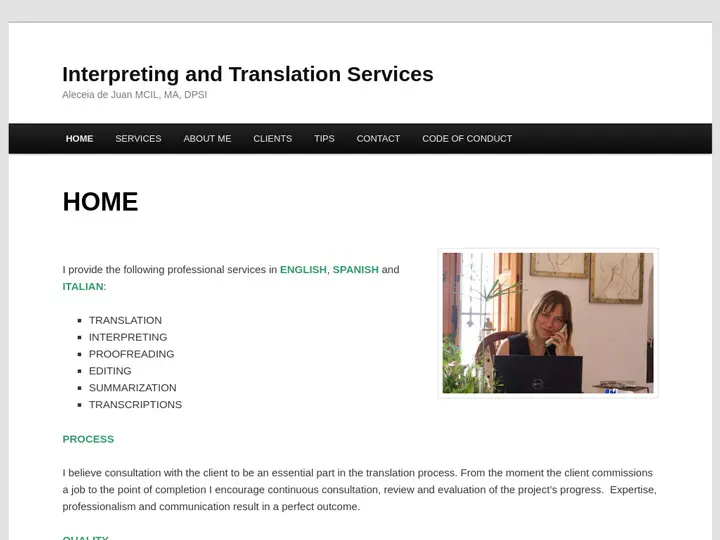 Interpreting and Translation Services
Aleceia de Juan MCIL, MA, DPSI
HOME SERVICES ABOUT ME CLIENTS TIPS CONTACT CODE OF CONDUCT
HOME
I provide the following professional services in ENGLISH, SPANISH and
ITALIAN:
TRANSLATION
INTERPRETING
PROOFREADING
EDITING
SUMMARIZATION
TRANSCRIPTIONS
PROCESS
I believe consultation with the client to be an essential part in the translation process. From the moment the client commissions
a job to the point of completion I encourage continuous consultation, review and evaluation of the project’s progress.  Expertise,
professionalism and communication result in a perfect outcome.
QUALITY